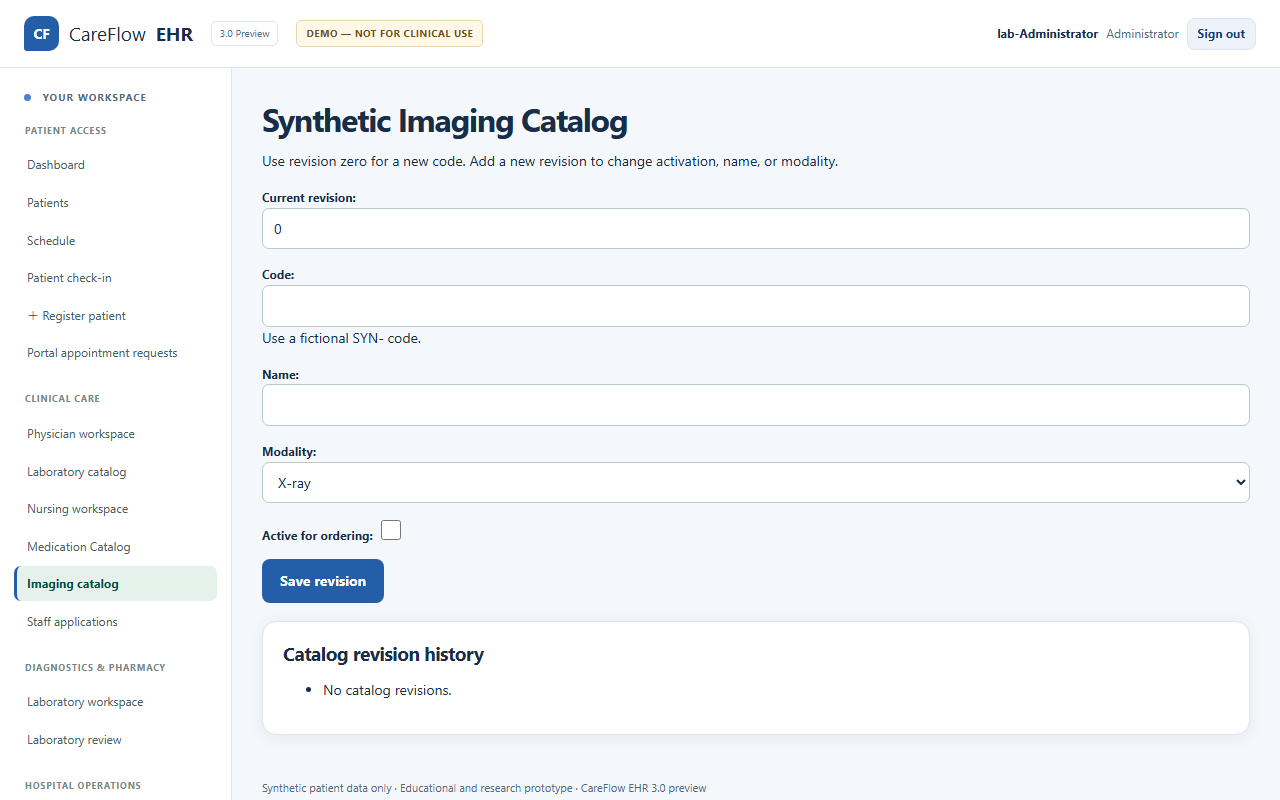 CF CareFlow EHR 3.0 Preview DEMO — NOT FOR CLINICAL USE lab-Administrator Administrator Sign out
YOUR WORKSPACE
PATIENT ACCESS
Dashboard
Patients
Schedule
Patient check-in
+ Register patient
Portal appointment requests
CLINICAL CARE
Physician workspace
Laboratory catalog
Nursing workspace
Medication Catalog
Imaging catalog
Staff applications
DIAGNOSTICS & PHARMACY
Laboratory workspace
Laboratory review
HOSPITAL OPERATIONS
Synthetic Imaging Catalog
Use revision zero for a new code. Add a new revision to change activation, name, or modality.
Current revision:
0
Code:
Use a fictional SYN- code.
Name:
Modality:
X-ray
Active for ordering:
Save revision
Catalog revision history
• No catalog revisions.
Synthetic patient data only · Educational and research prototype · CareFlow EHR 3.0 preview